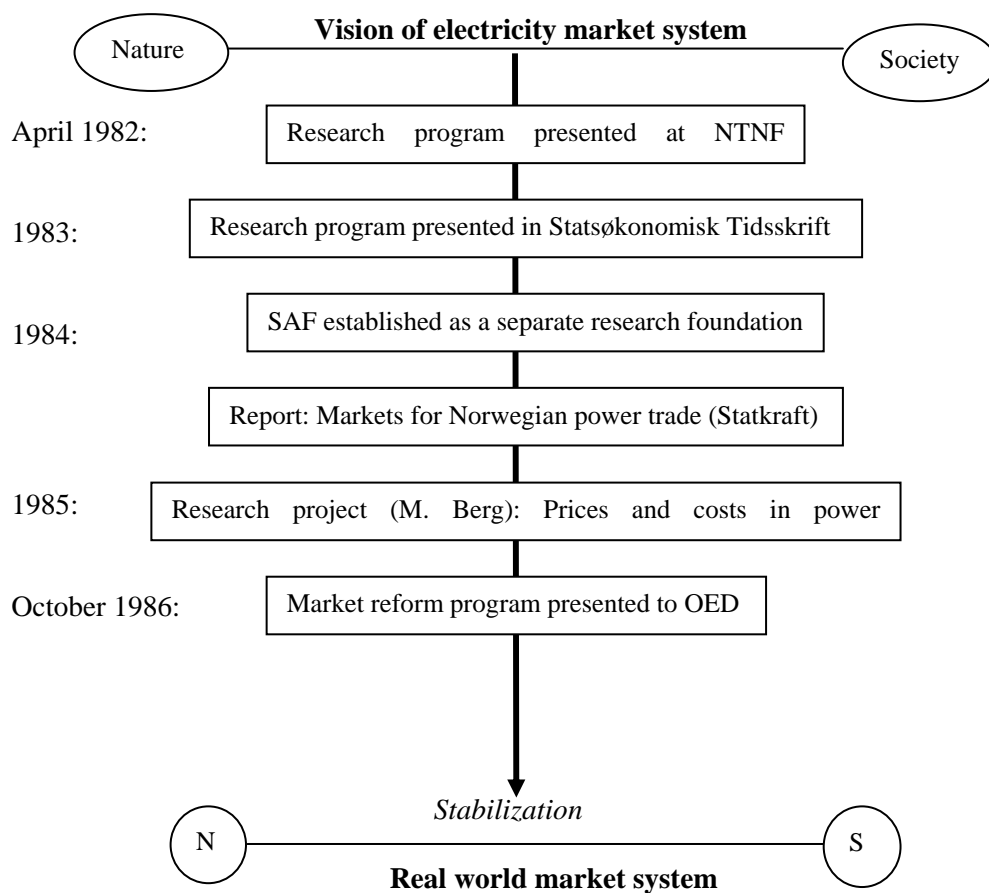 Vision of electricity market system
Nature
Society
April 1982:
Research program presented at NTNF
1983:
Research program presented in Statsøkonomisk Tidsskrift
1984:
SAF established as a separate research foundation
Report: Markets for Norwegian power trade (Statkraft)
1985:
Research project (M. Berg): Prices and costs in power
October 1986:
Market reform program presented to OED
Stabilization
N
S
Real world market system